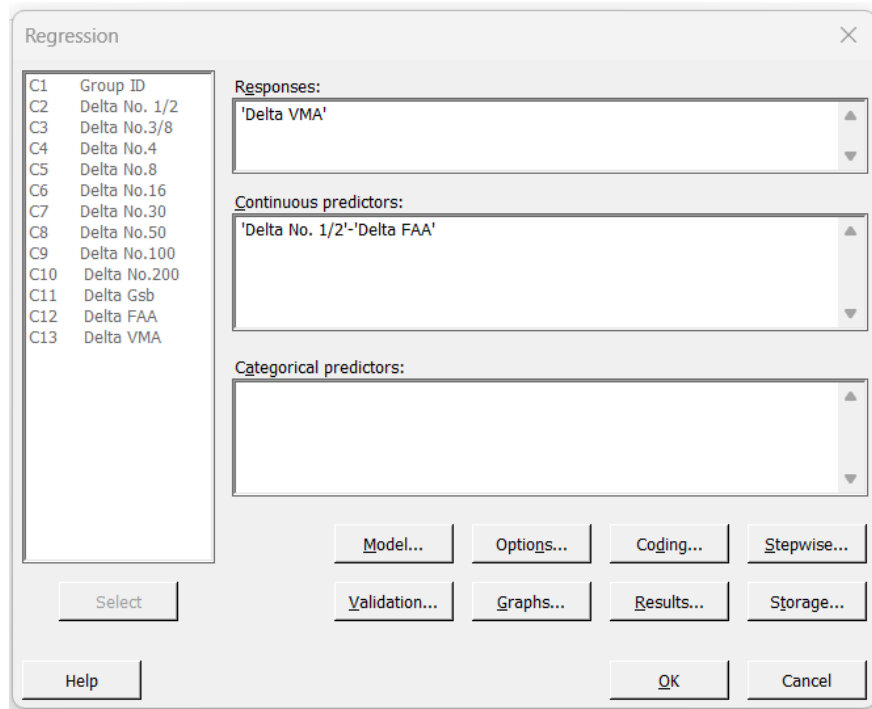 Regression
C1 Group ID
C2 Delta No. 1/2
C3 Delta No.3/8
C4 Delta No.4
C5 Delta No.8
C6 Delta No.16
C7 Delta No.30
C8 Delta No.50
C9 Delta No.100
C10 Delta No.200
C11 Delta Gsb
C12 Delta FAA
C13 Delta VMA
Responses:
'Delta VMA'
Continuous predictors:
'Delta No. 1/2'-'Delta FAA'
Categorical predictors:
Model... Options... Coding... Stepwise...
Select Validation... Graphs... Results... Storage...
Help OK Cancel